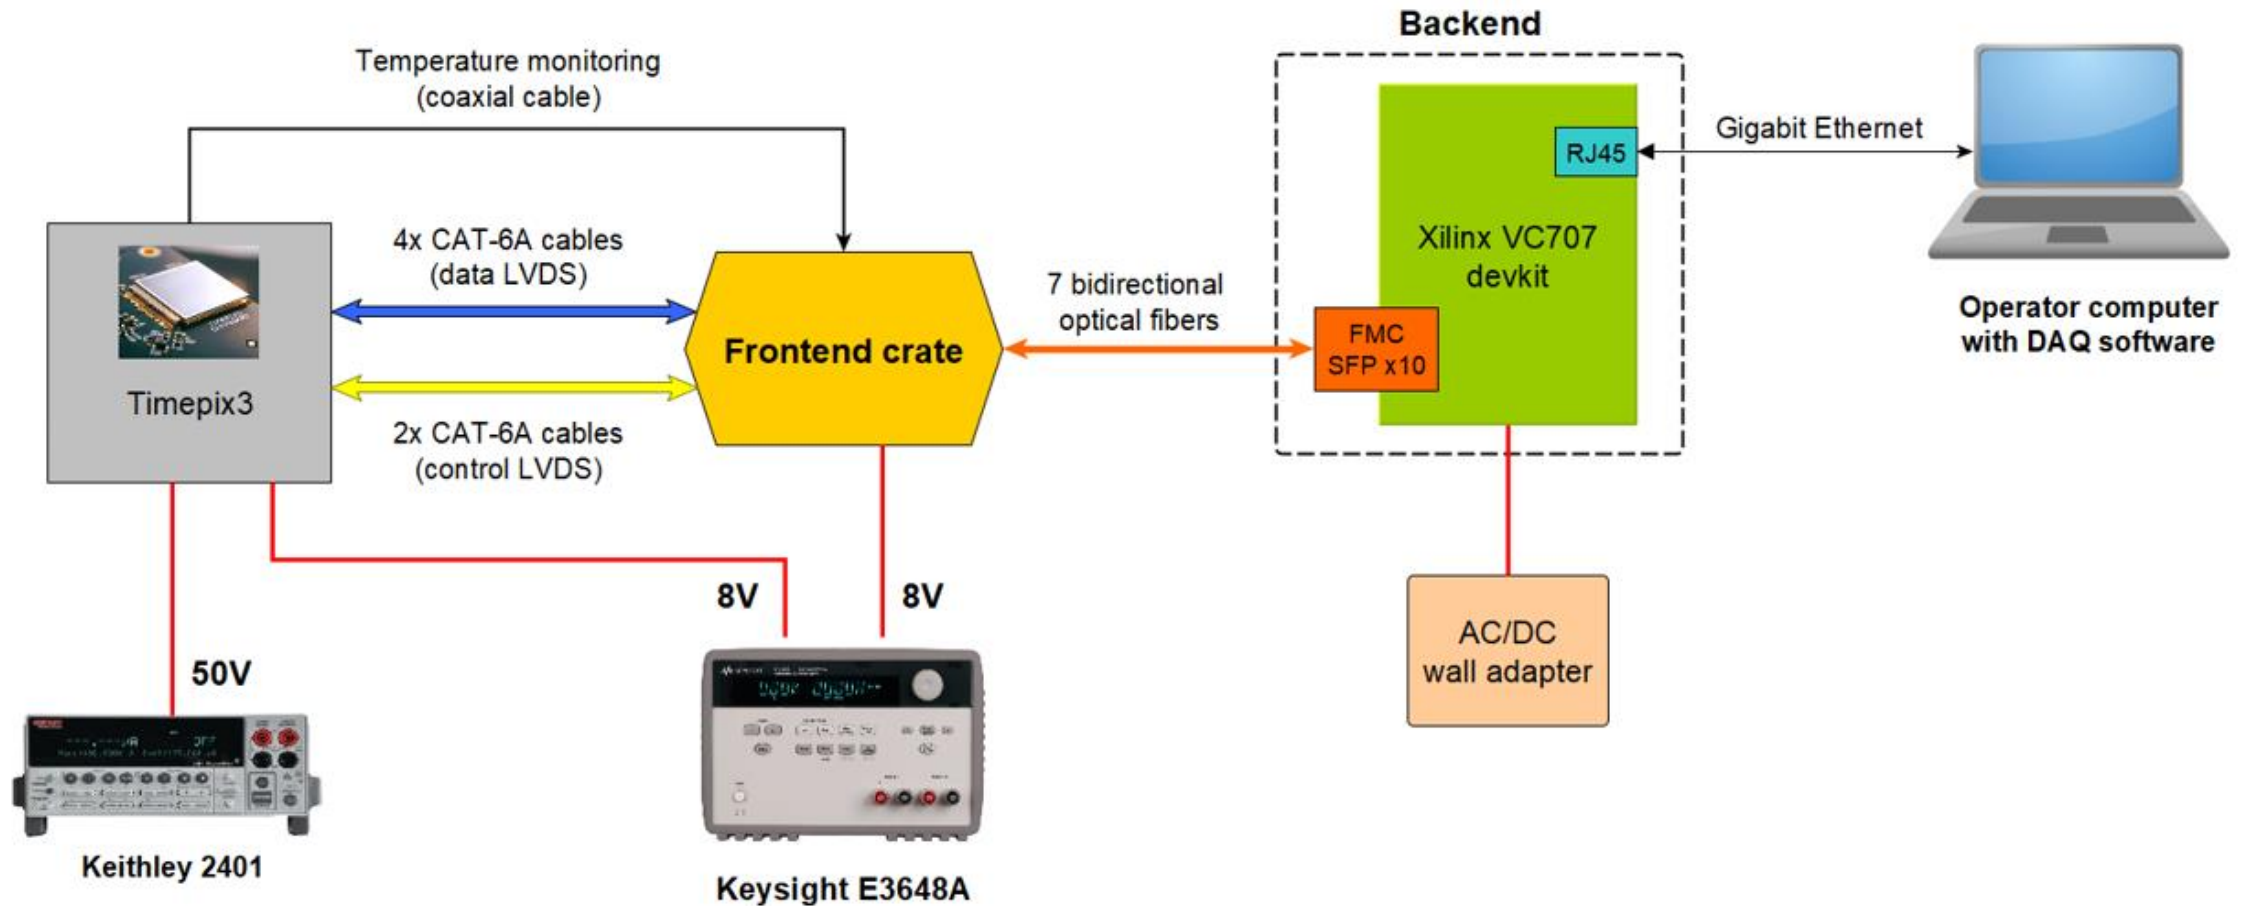 Backend
Temperature monitoring
(coaxial cable)
Gigabit Ethernet
RJ45
4x CAT-6A cables
(data LVDS)
Xilinx VC707
devkit
7 bidirectional
optical fibers
Operator computer
with DAQ software
FMC
SFP x10
Frontend crate
Timepix3
2x CAT-6A cables
(control LVDS)
8V
8V
50V
AC/DC
wall adapter
Keithley 2401
Keysight E3648A